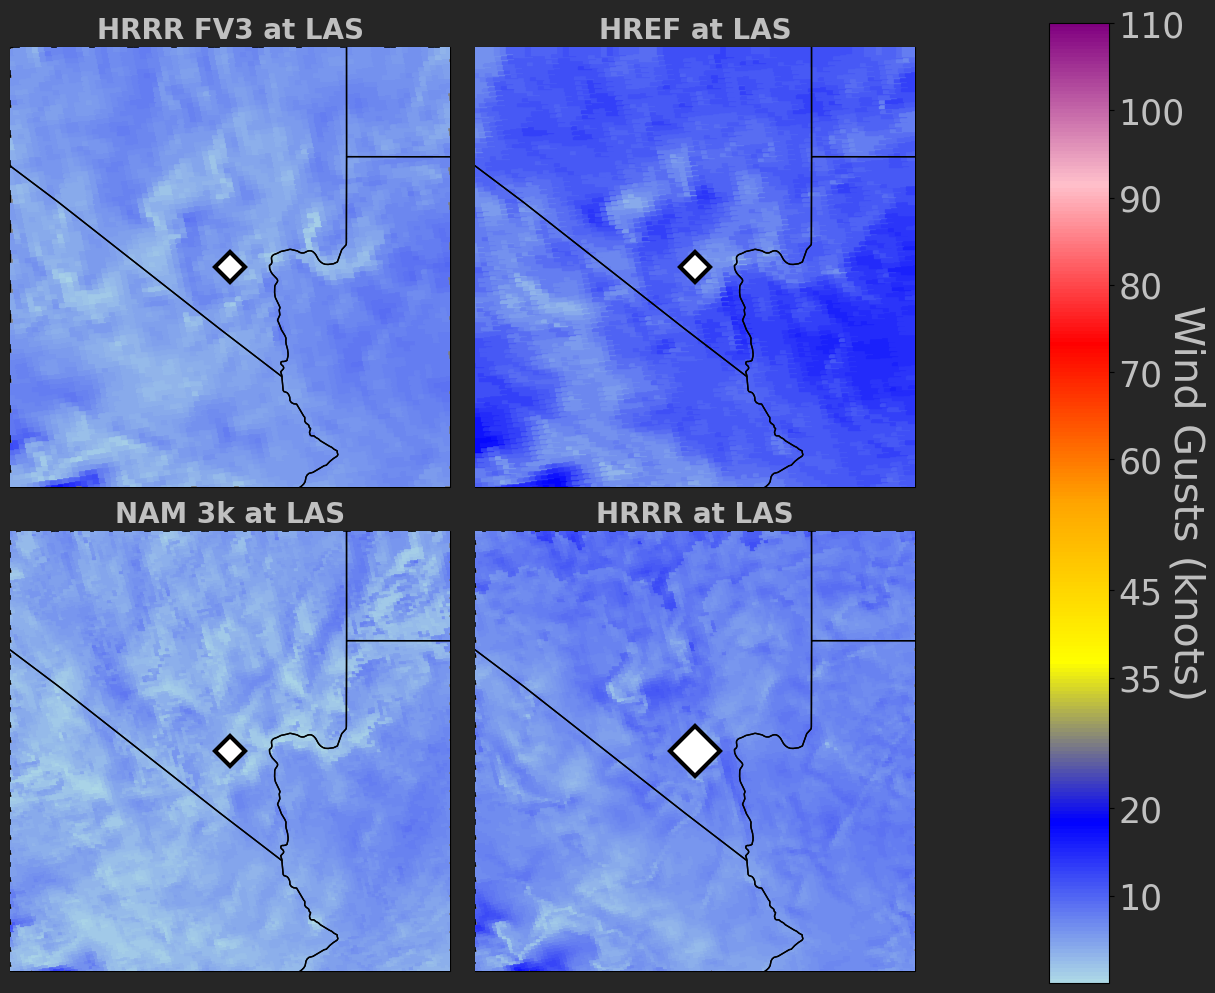 HRRR FV3 at LAS
HREF at LAS
NAM 3k at LAS
HRRR at LAS
110
100
90
80
70
60
45
35
20
10
Wind Gusts (knots)